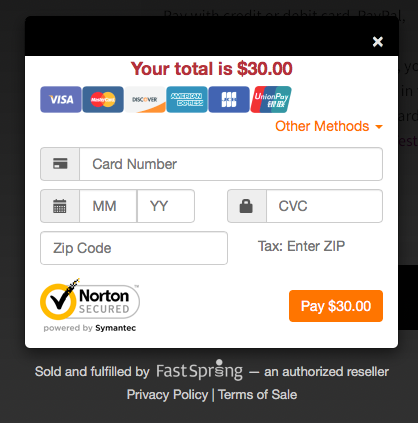 Pay with credit or debit card, PayPal,
×
Your total is $30.00
VISA MasterCard DISCOVER AMERICAN EXPRESS JCB UnionPay 银联
Other Methods
Card Number
MM YY CVC
Zip Code Tax: Enter ZIP
Norton
SECURED
powered by Symantec
Pay $30.00
Sold and fulfilled by FastSpring — an authorized reseller
Privacy Policy | Terms of Sale